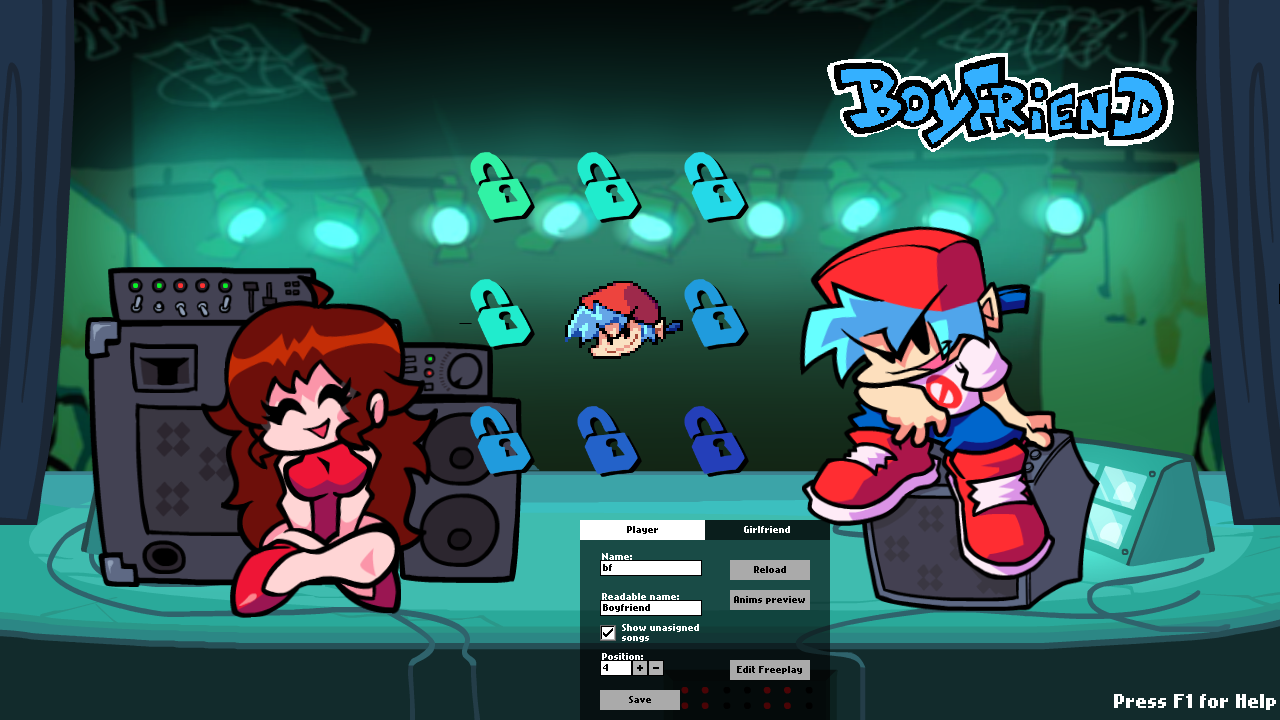 BOYFRIEND
Player
Girlfriend
Name:
bf
Reload
Readable name:
Anims preview
Boyfriend
Show unasigned
songs
Position:
4
+
-
Edit Freeplay
Save
Press F1 for Help